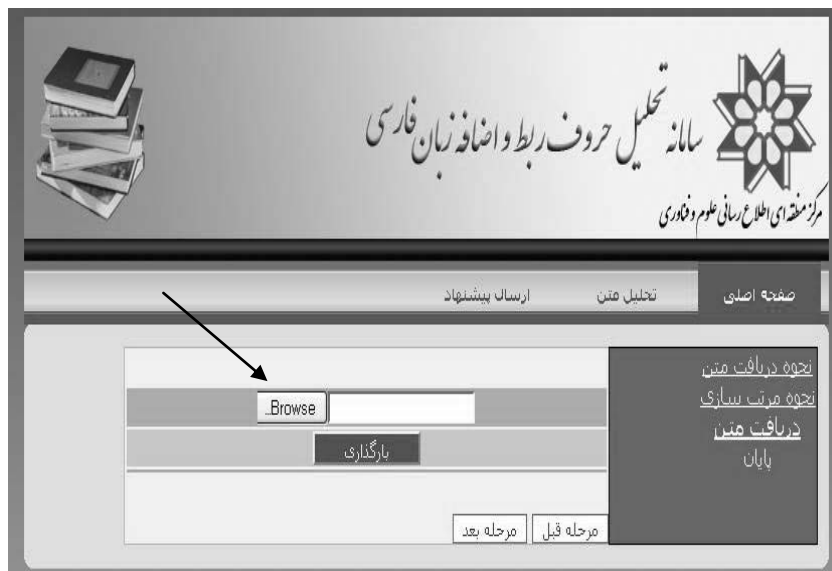 سامانه تحلیل حروف ربط و اضافه زبان فارسی
مرکز منطقه ای اطلاع رسانی علوم و فناوری
صفحه اصلی تحلیل متن ارسال پیشنهاد
نحوه دریافت متن
نحوه مرتب سازی
دریافت متن
پایان
Browse..
بارگذاری
مرحله قبل مرحله بعد